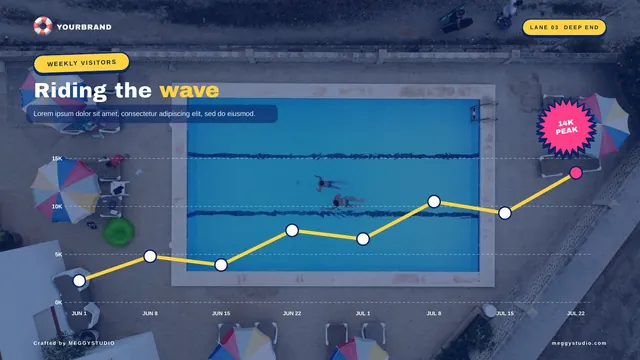 YOURBRAND
LANE 03 DEEP END
WEEKLY VISITORS
Riding the wave
Lorem ipsum dolor sit amet, consectetur adipiscing elit, sed do eiusmod.
14K
PEAK
15K
10K
5K
0K
JUN 1
JUN 8
JUN 15
JUN 22
JUL 1
JUL 8
JUL 15
JUL 22
Crafted by MEGGYSTUDIO
meggystudio.com